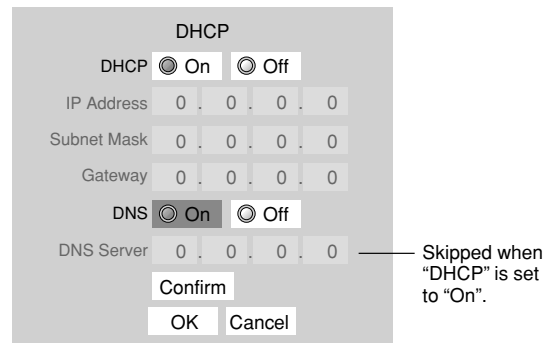 DHCP
DHCP On Off
IP Address 0 . 0 . 0 . 0
Subnet Mask 0 . 0 . 0 . 0
Gateway 0 . 0 . 0 . 0
DNS On Off
DNS Server 0 . 0 . 0 . 0
Skipped when
“DHCP” is set
to “On”.
Confirm
OK Cancel